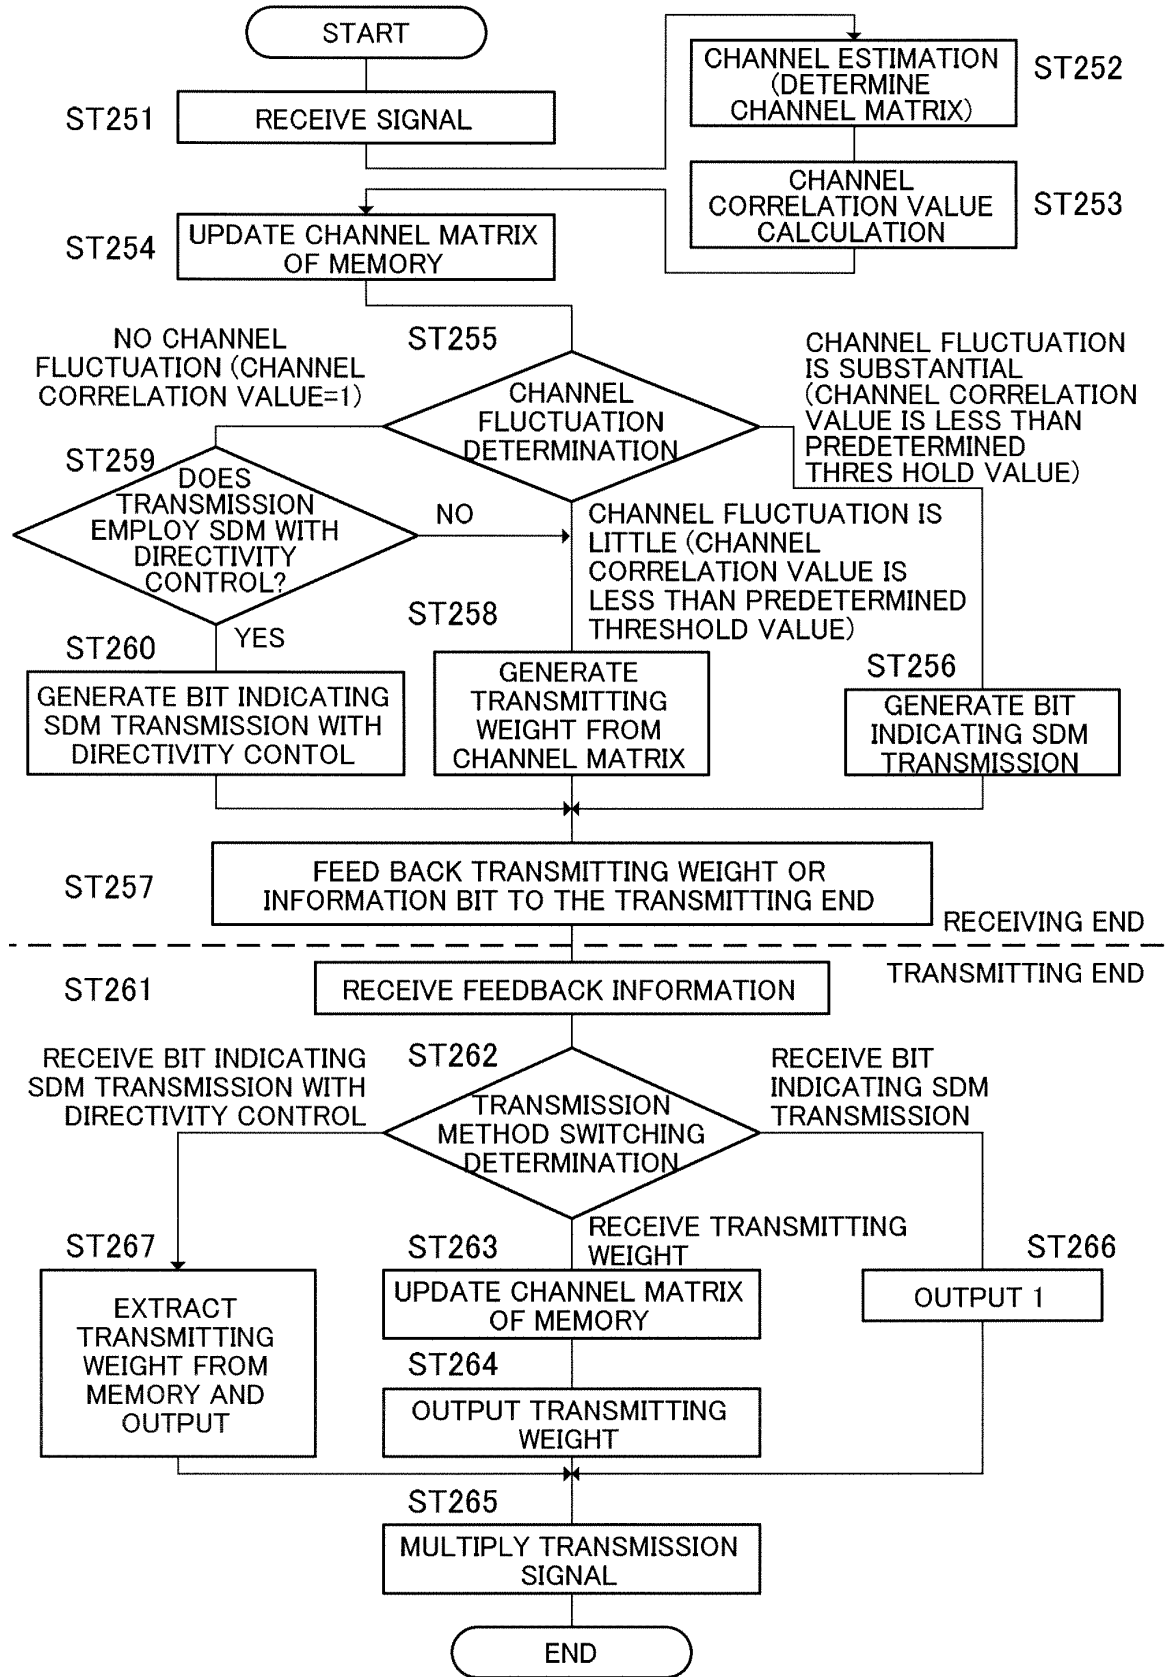 START
ST251
RECEIVE SIGNAL
CHANNEL ESTIMATION
(DETERMINE
CHANNEL MATRIX)
ST252
CHANNEL
CORRELATION VALUE
CALCULATION
ST253
ST254
UPDATE CHANNEL MATRIX
OF MEMORY
ST255
NO CHANNEL
FLUCTUATION (CHANNEL
CORRELATION VALUE=1)
CHANNEL
FLUCTUATION
DETERMINATION
CHANNEL FLUCTUATION
IS SUBSTANTIAL
(CHANNEL CORRELATION
VALUE IS LESS THAN
PREDETERMINED
THRES HOLD VALUE)
ST259
DOES
TRANSMISSION
EMPLOY SDM WITH
DIRECTIVITY
CONTROL?
NO
CHANNEL FLUCTUATION IS
LITTLE (CHANNEL
CORRELATION VALUE IS
LESS THAN PREDETERMINED
THRESHOLD VALUE)
YES
ST260
GENERATE BIT INDICATING
SDM TRANSMISSION WITH
DIRECTIVITY CONTOL
ST258
GENERATE
TRANSMITTING
WEIGHT FROM
CHANNEL MATRIX
ST256
GENERATE BIT
INDICATING SDM
TRANSMISSION
ST257
FEED BACK TRANSMITTING WEIGHT OR
INFORMATION BIT TO THE TRANSMITTING END
RECEIVING END
TRANSMITTING END
ST261
RECEIVE FEEDBACK INFORMATION
RECEIVE BIT INDICATING
SDM TRANSMISSION WITH
DIRECTIVITY CONTROL
ST262
TRANSMISSION
METHOD SWITCHING
DETERMINATION
RECEIVE BIT
INDICATING SDM
TRANSMISSION
RECEIVE TRANSMITTING
WEIGHT
ST267
EXTRACT
TRANSMITTING
WEIGHT FROM
MEMORY AND
OUTPUT
ST263
UPDATE CHANNEL MATRIX
OF MEMORY
ST266
OUTPUT 1
ST264
OUTPUT TRANSMITTING
WEIGHT
ST265
MULTIPLY TRANSMISSION
SIGNAL
END